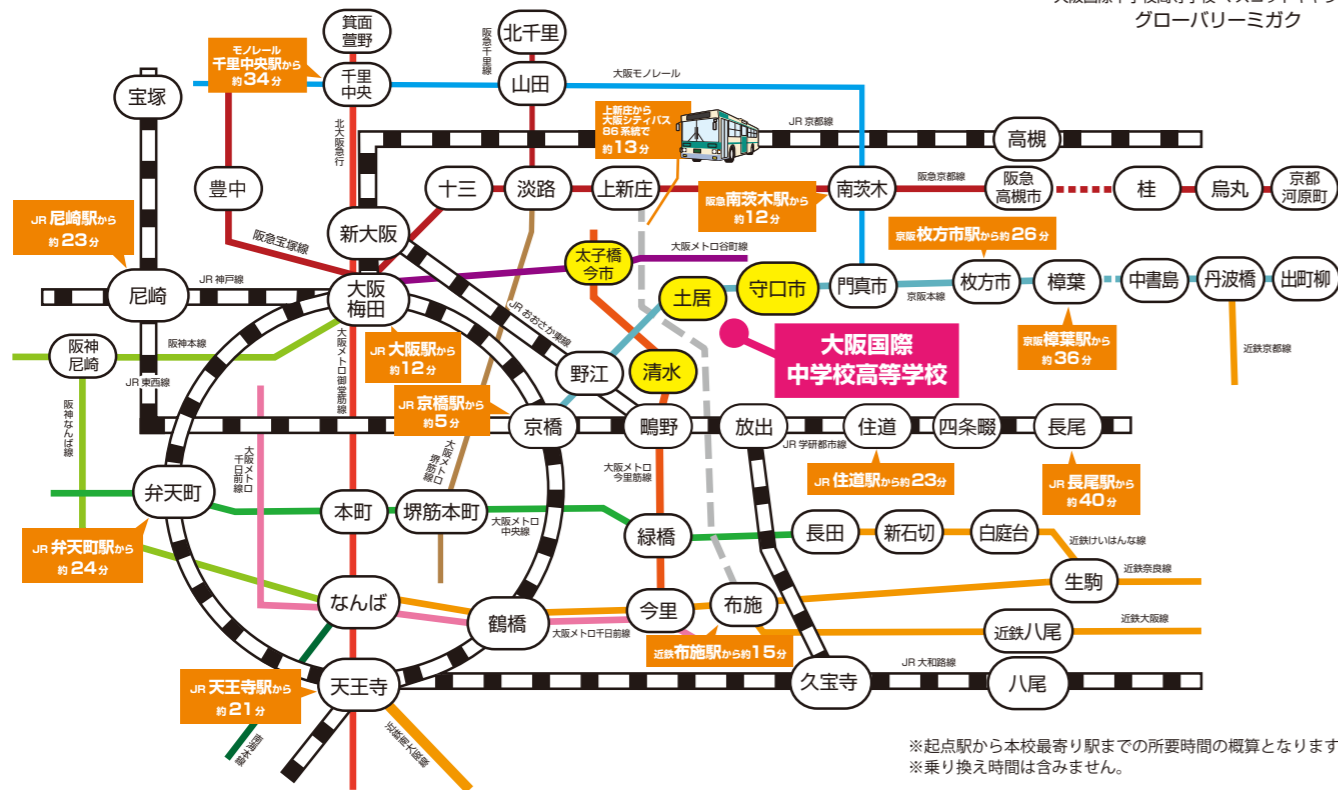 グローバリーミガク
箕面
萱野
北千里
阪急
千里線
モノレール
千里中央駅から
約34分
千里
中央
山田
大阪モノレール
宝塚
上新庄から
大阪シティバス
86系統で
約13分
JR 京都線
高槻
北大阪急行
豊中
十三
淡路
上新庄
阪急南茨木駅から
約12分
南茨木
阪急京都線
阪急
高槻市
桂
烏丸
京都
河原町
JR 尼崎駅から
約23分
阪急宝塚線
新大阪
太子橋
今市
大阪メトロ谷町線
京阪枚方市駅から約26分
尼崎
JR 神戸線
大阪
梅田
JR おおさか東線
土居
守口市
門真市
京阪本線
枚方市
樟葉
中書島
丹波橋
出町柳
阪神
尼崎
阪神本線
JR 東西線
大阪メトロ御堂筋線
JR 大阪駅から
約12分
野江
清水
大阪国際
中学校高等学校
京阪樟葉駅から
約36分
近鉄京都線
阪神なんば線
JR 京橋駅から
約5分
京橋
鴫野
放出
JR 学研都市線
住道
四条畷
長尾
大阪メトロ
千日前線
大阪メトロ
堺筋線
大阪メトロ
今里筋線
JR 住道駅から約23分
JR 長尾駅から
約40分
弁天町
本町
堺筋本町
大阪メトロ
中央線
緑橋
長田
新石切
白庭台
近鉄けいはんな線
JR 弁天町駅から
約24分
生駒
近鉄奈良線
なんば
鶴橋
大阪メトロ千日前線
今里
布施
近鉄八尾
近鉄大阪線
近鉄布施駅から約15分
JR 天王寺駅から
約21分
天王寺
久宝寺
JR 大和路線
八尾
南海本線
近鉄南大阪線
※起点駅から本校最寄り駅までの所要時間の概算となります
※乗り換え時間は含みません。